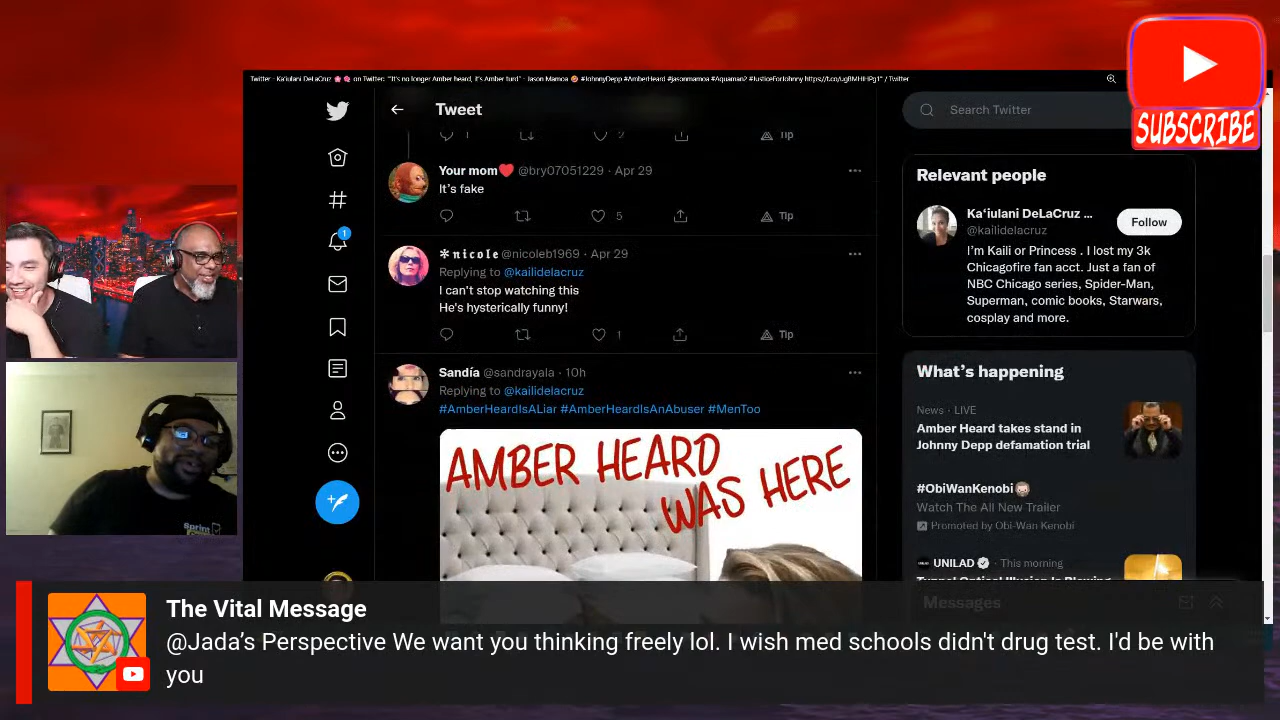 SUBSCRIBE
Tweet
Search Twitter
1
2
Tip
Your mom❤️ @bry07051229 · Apr 29
It's fake
5
Tip
*𝖓𝖎𝖈𝖔𝖑𝖊 @nicoleb1969 · Apr 29
Replying to @kailidelacruz
I can't stop watching this
He's hysterically funny!
1
Tip
Sandía @sandrayala · 10h
Replying to @kailidelacruz
#AmberHeardIsALiar #AmberHeardIsAnAbuser #MenToo
AMBER HEARD
WAS HERE
1
Relevant people
Kaʻiulani DeLaCruz ...
@kailidelacruz
Follow
I'm Kaili or Princess . I lost my 3k
Chicagofire fan acct. Just a fan of
NBC Chicago series, Spider-Man,
Superman, comic books, Starwars,
cosplay and more.
What's happening
News · LIVE
Amber Heard takes stand in
Johnny Depp defamation trial
#ObiWanKenobi
Watch The All New Trailer
Promoted by Obi-Wan Kenobi
UNILAD · This morning
Messages
The Vital Message
@Jada's Perspective We want you thinking freely lol. I wish med schools didn't drug test. I'd be with
you